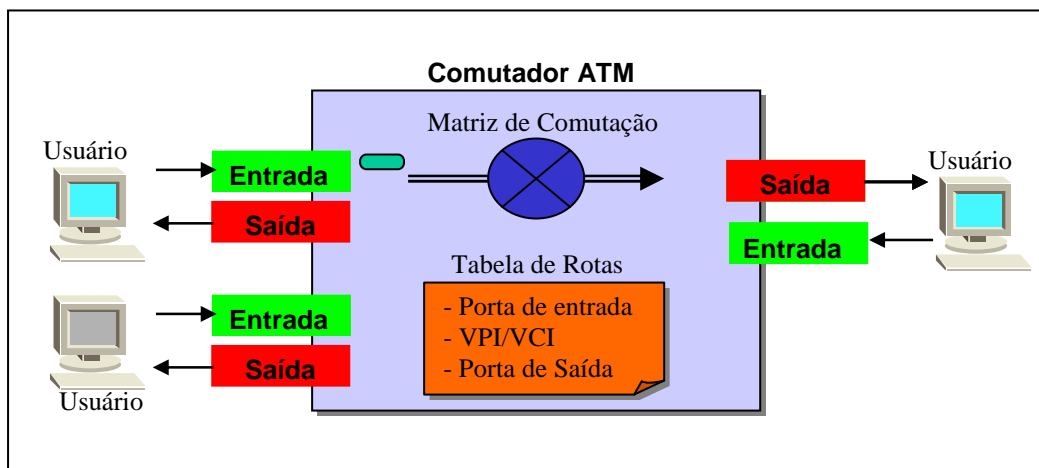 Comutador ATM
Matriz de Comutação
Usuário
Entrada
Saída
Usuário
Saída
Entrada
Tabela de Rotas
- Porta de entrada
- VPI/VCI
- Porta de Saída
Entrada
Saída
Usuário